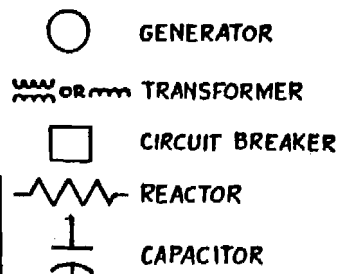 GENERATOR
OR TRANSFORMER
CIRCUIT BREAKER
REACTOR
CAPACITOR